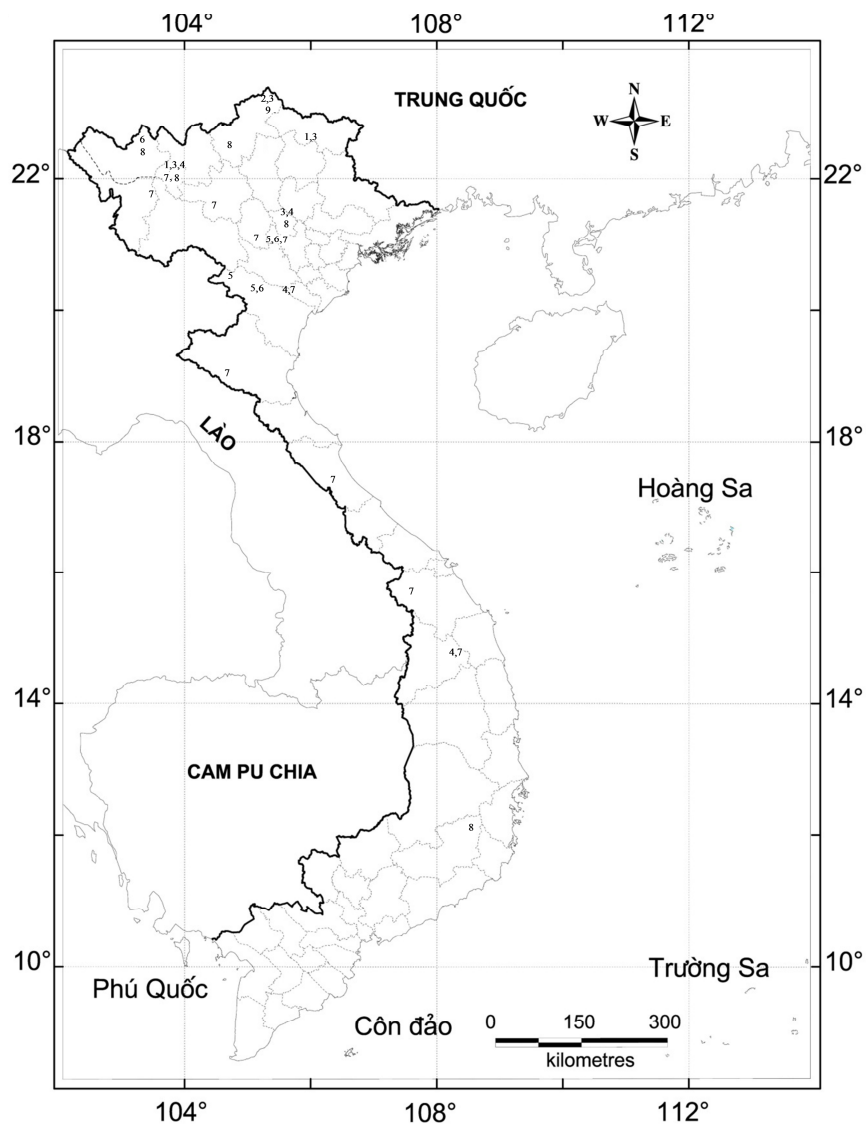 104° 108° 112°
TRUNG QUỐC
N
W E
S
2,3
9
6
8
8
1,3
1,3,4
7, 8
22° 22°
7
7
3,4
8
7 5,6,7
5
5,6 4,7
7
LÀO
18° 18°
7
Hoàng Sa
7
4,7
14° 14°
CAM PU CHIA
8
10° 10°
Phú Quốc
Trường Sa
Côn đảo
0 150 300
kilometres
104° 108° 112°